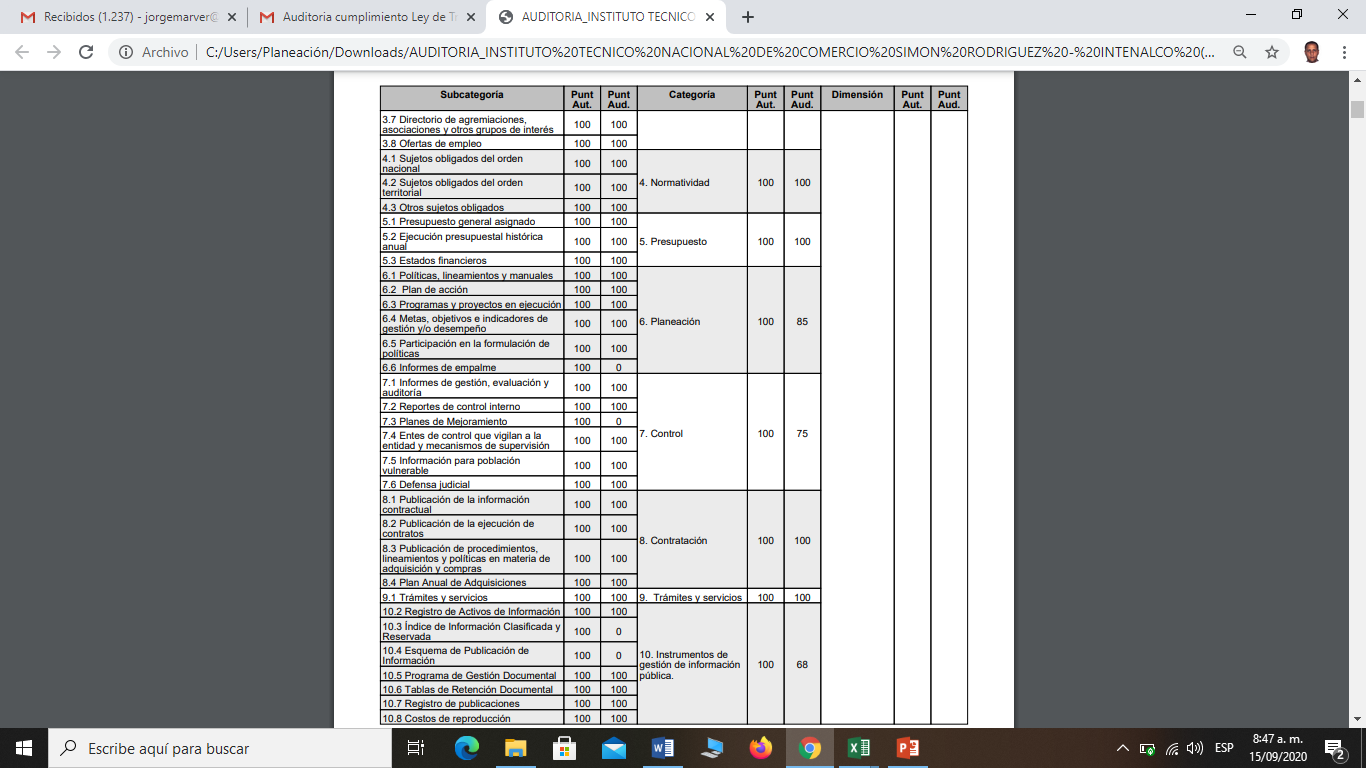 Recibidos (1.237) - jorgemarver@
Auditoria cumplimiento Ley de Tr
AUDITORIA_INSTITUTO TECNICO
Archivo
C:/Users/Planeación/Downloads/AUDITORIA_INSTITUTO%20TECNICO%20NACIONAL%20DE%20COMERCIO%20SIMON%20RODRIGUEZ%20-%20INTENALCO%20(...
Subcategoría Punt Aut. Punt Aud. Categoría Punt Aut. Punt Aud. Dimensión Punt Aut. Punt Aud.
3.7 Directorio de agremiaciones,
asociaciones y otros grupos de interés 100 100
3.8 Ofertas de empleo 100 100
4.1 Sujetos obligados del orden
nacional 100 100
4.2 Sujetos obligados del orden
territorial 100 100
4. Normatividad 100 100
4.3 Otros sujetos obligados 100 100
5.1 Presupuesto general asignado 100 100
5.2 Ejecución presupuestal histórica
anual 100 100
5. Presupuesto 100 100
5.3 Estados financieros 100 100
6.1 Políticas, lineamientos y manuales 100 100
6.2 Plan de acción 100 100
6.3 Programas y proyectos en ejecución 100 100
6.4 Metas, objetivos e indicadores de
gestión y/o desempeño 100 100
6. Planeación 100 85
6.5 Participación en la formulación de
políticas 100 100
6.6 Informes de empalme 100 0
7.1 Informes de gestión, evaluación y
auditoría 100 100
7.2 Reportes de control interno 100 100
7.3 Planes de Mejoramiento 100 0
7.4 Entes de control que vigilan a la
entidad y mecanismos de supervisión 100 100
7. Control 100 75
7.5 Información para población
vulnerable 100 100
7.6 Defensa judicial 100 100
8.1 Publicación de la información
contractual 100 100
8.2 Publicación de la ejecución de
contratos 100 100
8. Contratación 100 100
8.3 Publicación de procedimientos,
lineamientos y políticas en materia de
adquisición y compras 100 100
8.4 Plan Anual de Adquisiciones 100 100
9.1 Trámites y servicios 100 100 9. Trámites y servicios 100 100
10.2 Registro de Activos de Información 100 100
10.3 Índice de Información Clasificada y
Reservada 100 0
10.4 Esquema de Publicación de
Información 100 0
10. Instrumentos de
gestión de información
pública. 100 68
10.5 Programa de Gestión Documental 100 100
10.6 Tablas de Retención Documental 100 100
10.7 Registro de publicaciones 100 100
10.8 Costos de reproducción 100 100
Escribe aquí para buscar
ESP
8:47 a. m.
15/09/2020
2